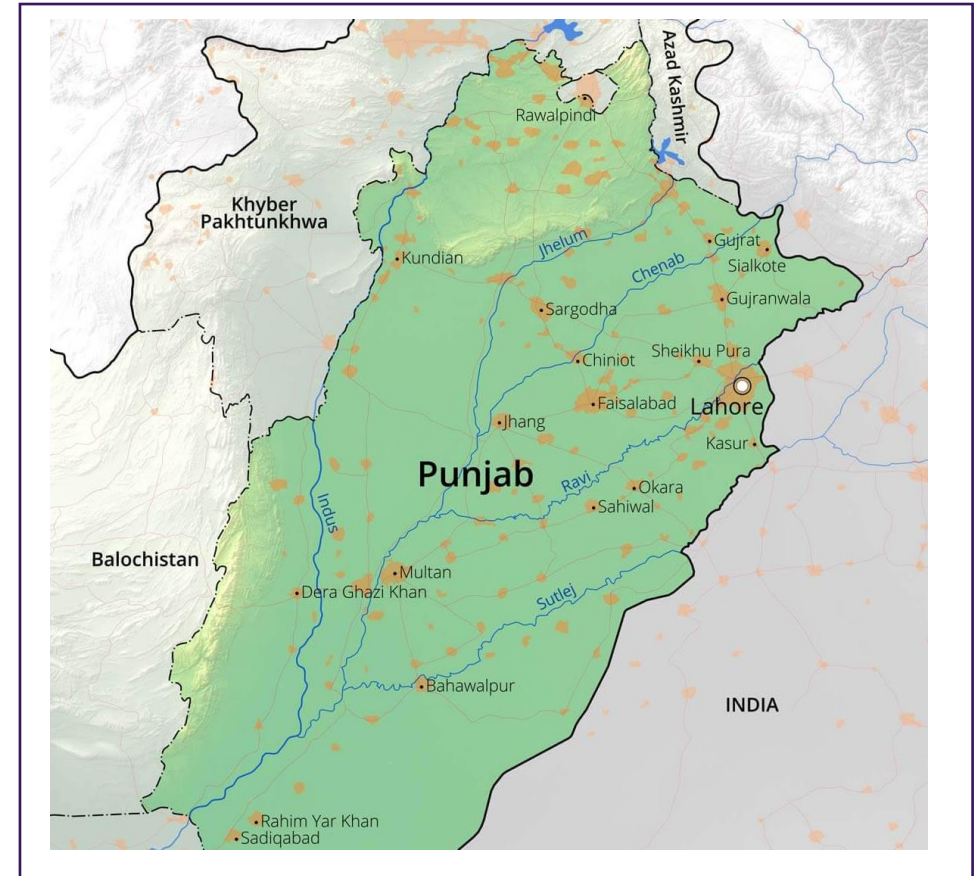 Azad Kashmir
Rawalpindi
Khyber
Pakhtunkhwa
Jhelum
Gujrat
Chenab
Sialkote
Kundian
Gujranwala
Sargodha
Sheikhu Pura
Chiniot
Faisalabad
Lahore
Jhang
Kasur
Punjab
Ravi
Okara
Indus
Sahiwal
Balochistan
Multan
Dera Ghazi Khan
Sutlej
Bahawalpur
INDIA
Rahim Yar Khan
Sadiqabad